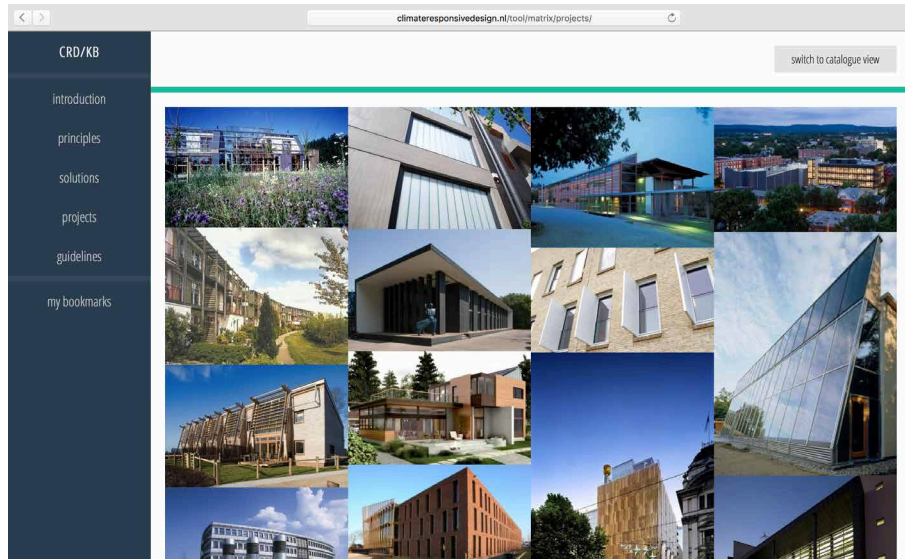 climateresponsivedesign.nl/tool/matrix/projects/
CRD/KB
switch to catalogue view
introduction
principles
solutions
projects
guidelines
my bookmarks